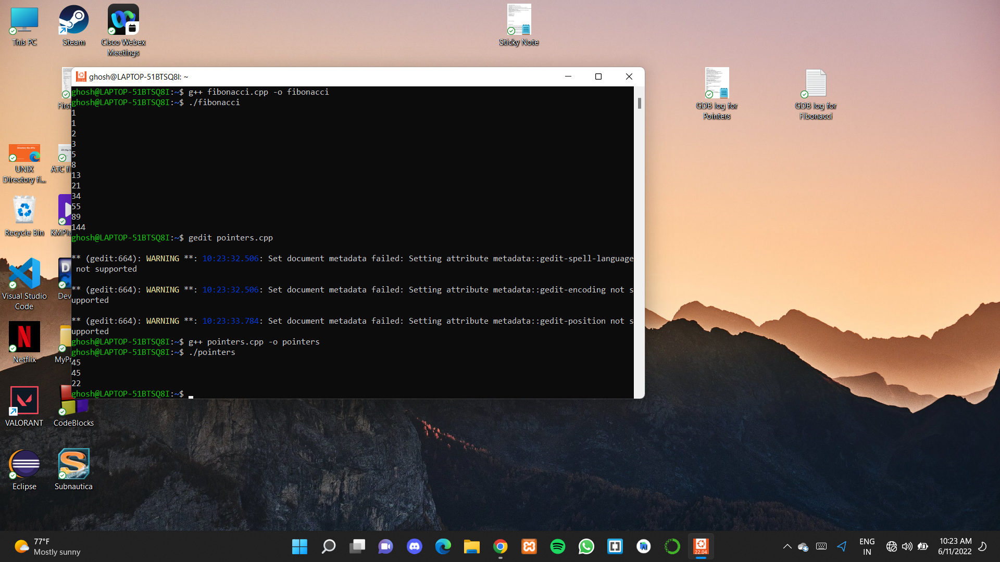 This PC
Steam
Cisco Webex
Meetings
Sticky Note
ghosh@LAPTOP-51BTSQ8I: ~
ghosh@LAPTOP-51BTSQ8I:~$ g++ fibonacci.cpp -o fibonacci
ghosh@LAPTOP-51BTSQ8I:~$ ./fibonacci
1
1
2
3
5
8
13
21
34
55
89
144
ghosh@LAPTOP-51BTSQ8I:~$ gedit pointers.cpp
** (gedit:664): WARNING **: 10:23:32.506: Set document metadata failed: Setting attribute metadata::gedit-spell-language
not supported
** (gedit:664): WARNING **: 10:23:32.506: Set document metadata failed: Setting attribute metadata::gedit-encoding not s
upported
** (gedit:664): WARNING **: 10:23:33.784: Set document metadata failed: Setting attribute metadata::gedit-position not s
upported
ghosh@LAPTOP-51BTSQ8I:~$ g++ pointers.cpp -o pointers
ghosh@LAPTOP-51BTSQ8I:~$ ./pointers
45
45
22
ghosh@LAPTOP-51BTSQ8I:~$
GDB log for
Pointers
GDB log for
Fibonacci
First
UNIX
Directory fi...
ATC fl
Recycle Bin
KMPla
Visual Studio
Code
Dev
Netflix
MyPr
VALORANT
CodeBlocks
Eclipse
Subnautica
77°F
Mostly sunny
22.04
ENG
IN
10:23 AM
6/11/2022